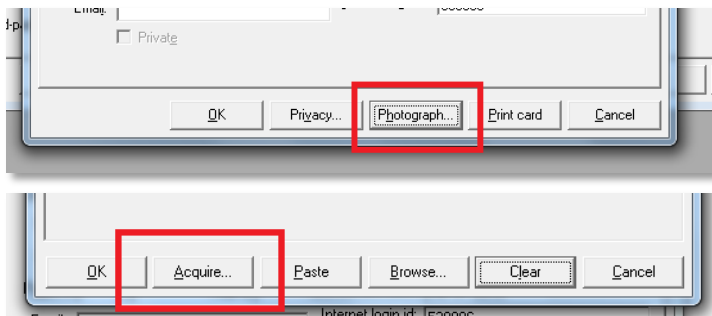 Email:
Private
OK Privacy... Photograph... Print card Cancel
OK Acquire... Paste Browse... Clear Cancel
Internet login id: